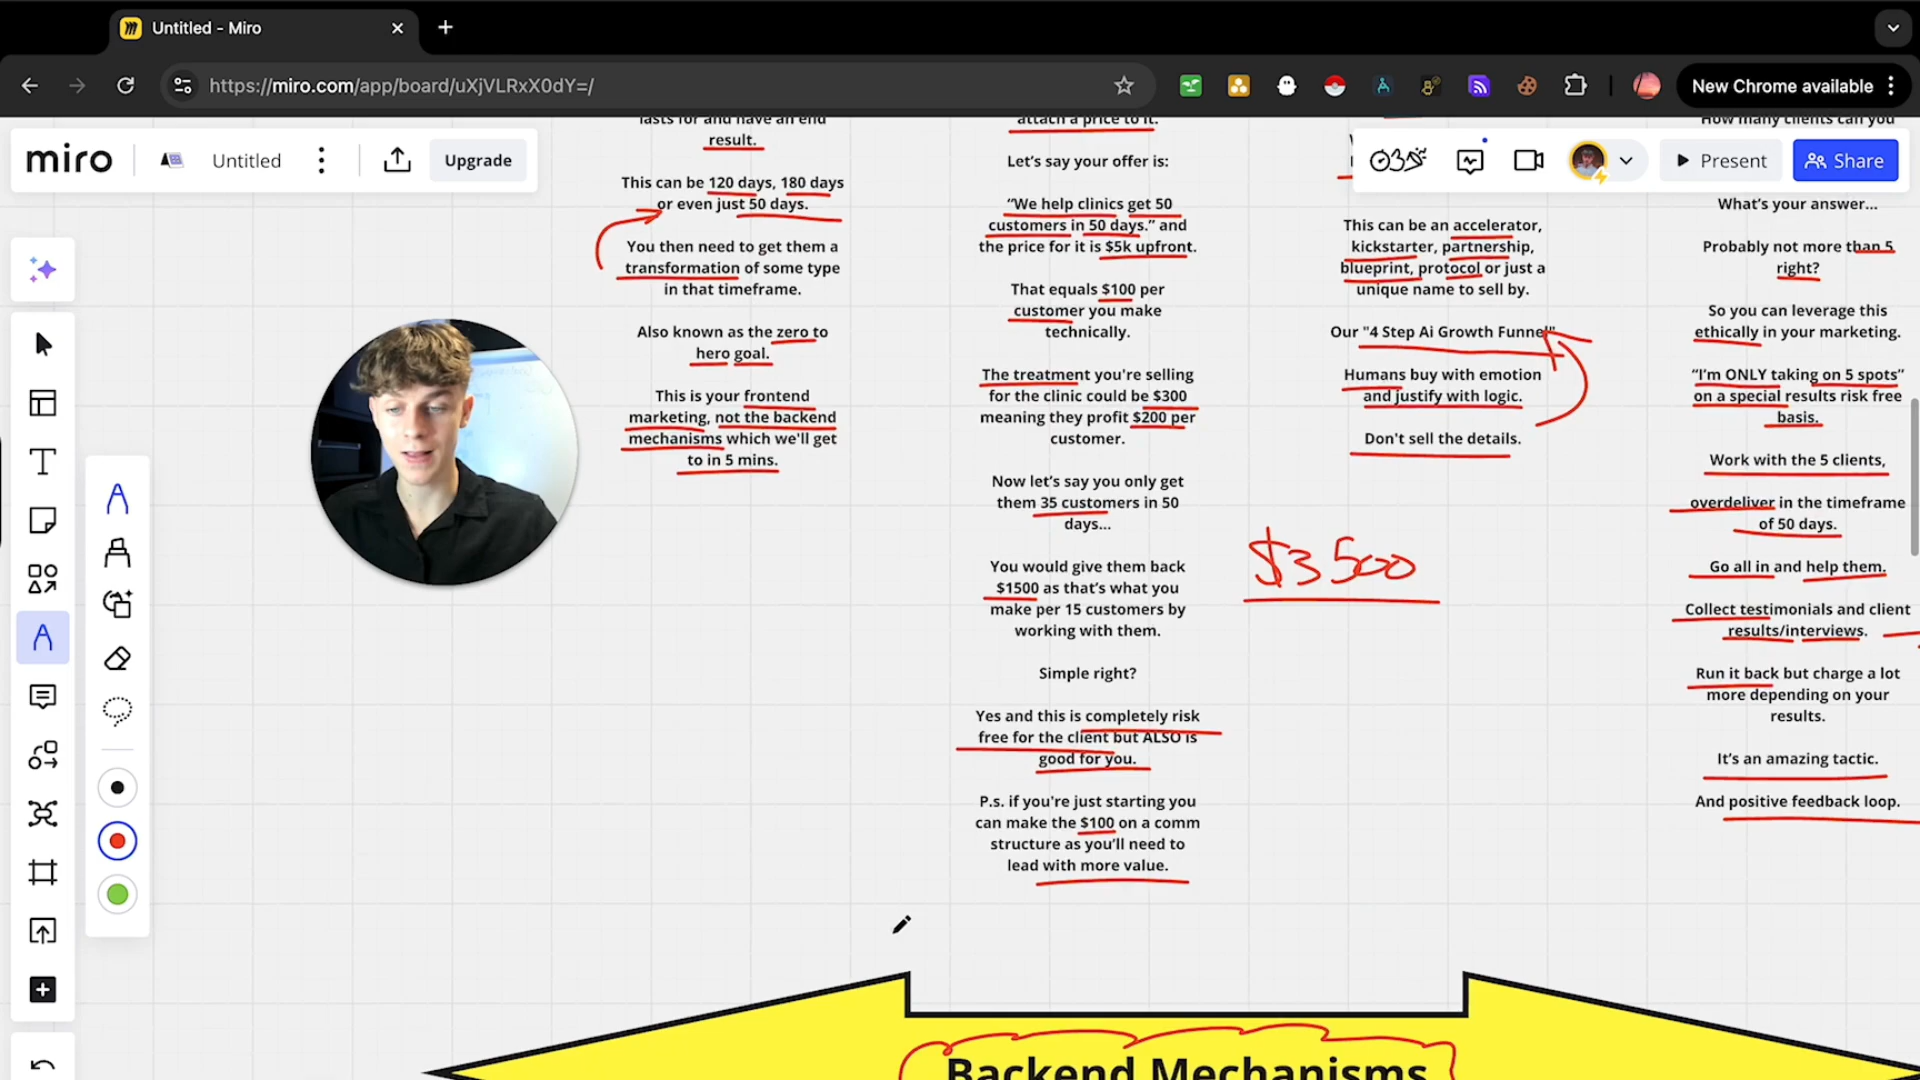 Untitled - Miro
https://miro.com/app/board/uXjVLRxX0dY=/
New Chrome available
miro
Untitled
Upgrade
Present
Share
lasts for and have an end
result.
This can be 120 days, 180 days
or even just 50 days.
You then need to get them a
transformation of some type
in that timeframe.
Also known as the zero to
hero goal.
This is your frontend
marketing, not the backend
mechanisms which we'll get
to in 5 mins.
attach a price to it.
Let's say your offer is:
“We help clinics get 50
customers in 50 days.” and
the price for it is $5k upfront.
That equals $100 per
customer you make
technically.
The treatment you're selling
for the clinic could be $300
meaning they profit $200 per
customer.
Now let's say you only get
them 35 customers in 50
days...
You would give them back
$1500 as that's what you
make per 15 customers by
working with them.
Simple right?
Yes and this is completely risk
free for the client but ALSO is
good for you.
P.s. if you're just starting you
can make the $100 on a comm
structure as you'll need to
lead with more value.
This can be an accelerator,
kickstarter, partnership,
blueprint, protocol or just a
unique name to sell by.
Our "4 Step Ai Growth Funnel"
Humans buy with emotion
and justify with logic.
Don't sell the details.
$3500
How many clients can you
What's your answer...
Probably not more than 5
right?
So you can leverage this
ethically in your marketing.
“I'm ONLY taking on 5 spots”
on a special results risk free
basis.
Work with the 5 clients,
overdeliver in the timeframe
of 50 days.
Go all in and help them.
Collect testimonials and client
results/interviews.
Run it back but charge a lot
more depending on your
results.
It's an amazing tactic.
And positive feedback loop.
Backend Mechanisms